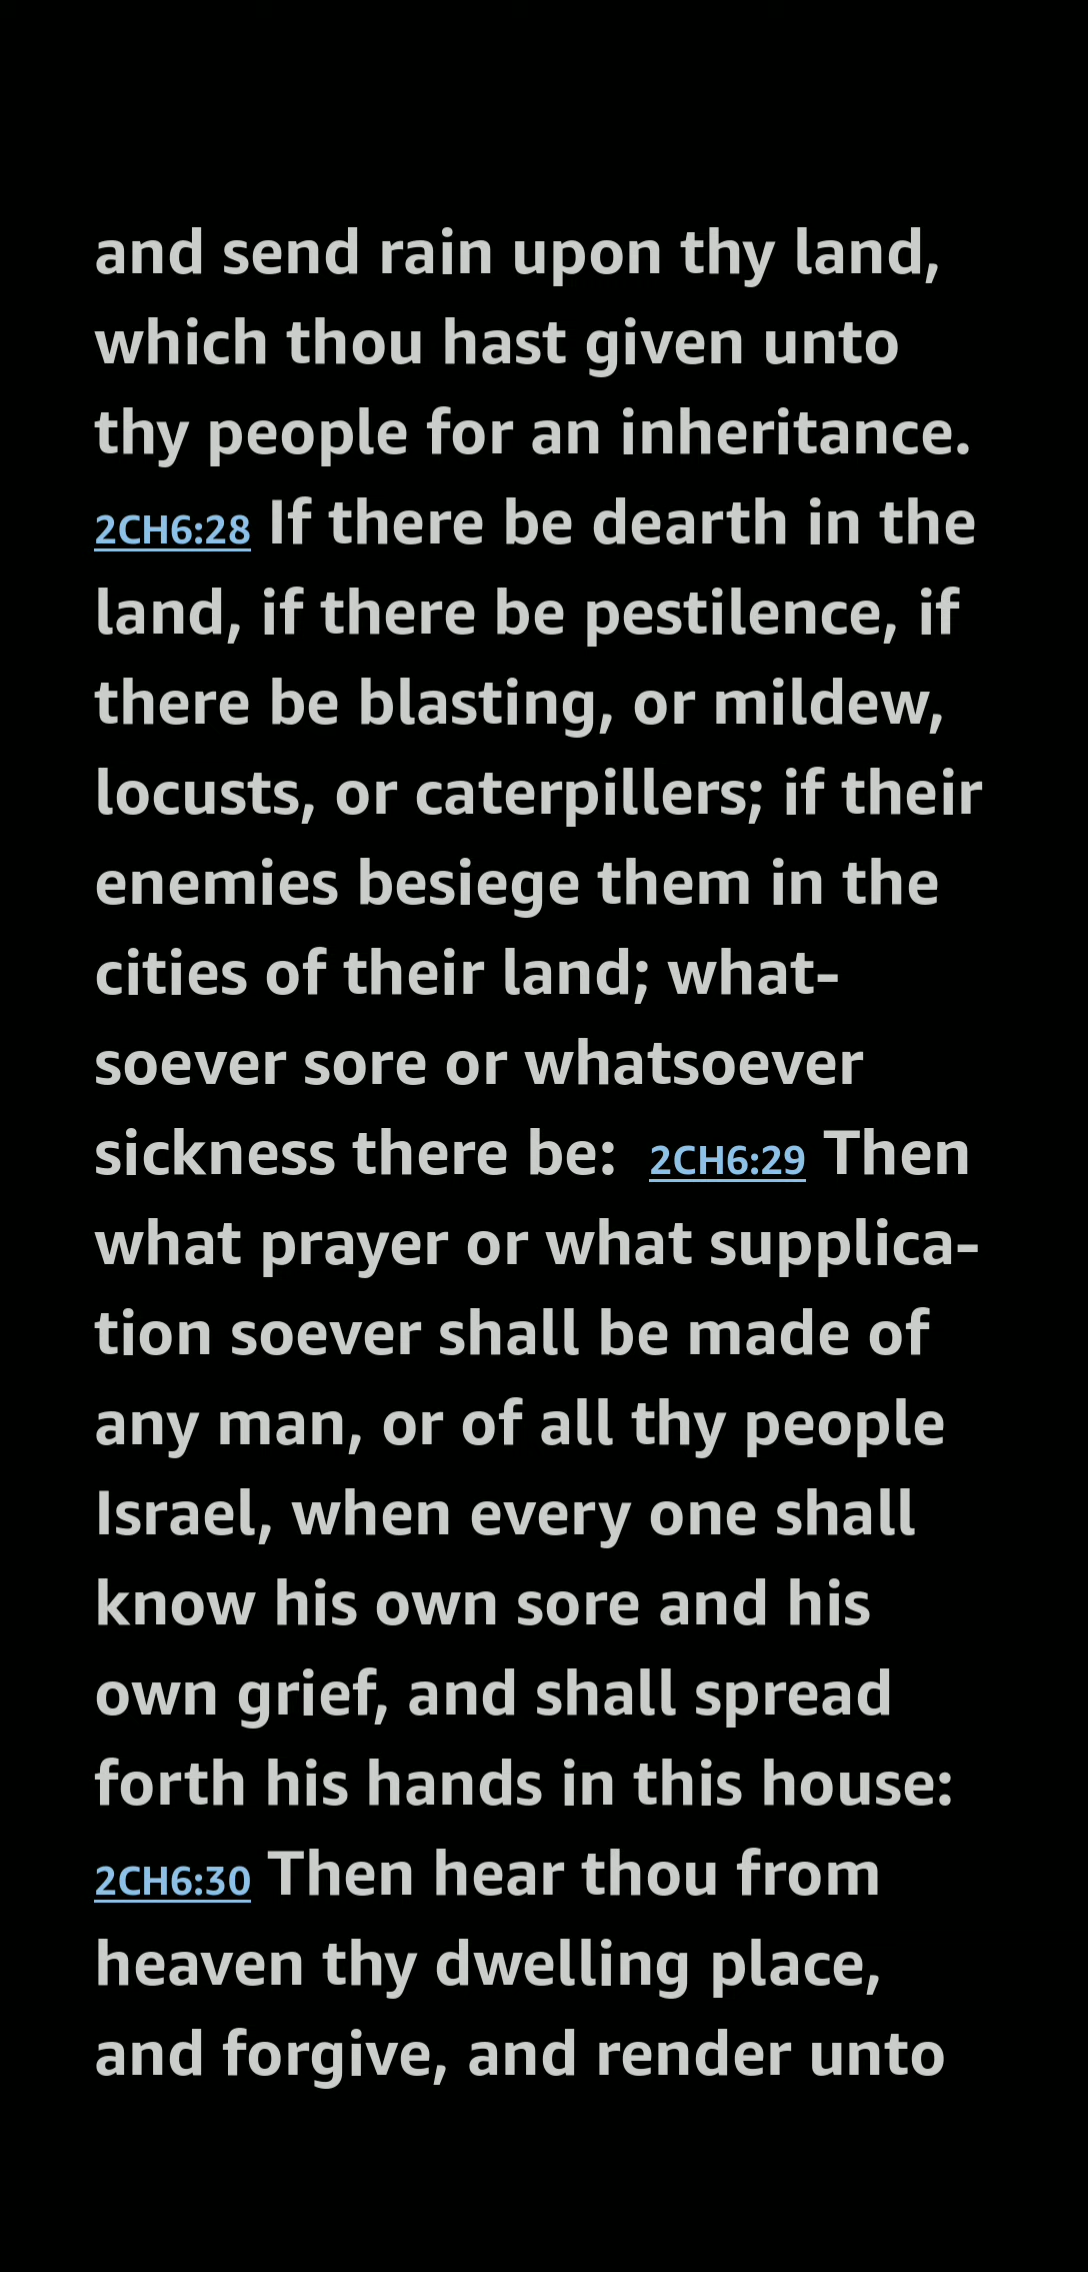 and send rain upon thy land,
which thou hast given unto
thy people for an inheritance.
2CH6:28 If there be dearth in the
land, if there be pestilence, if
there be blasting, or mildew,
locusts, or caterpillers; if their
enemies besiege them in the
cities of their land; what-
soever sore or whatsoever
sickness there be: 2CH6:29 Then
what prayer or what supplica-
tion soever shall be made of
any man, or of all thy people
Israel, when every one shall
know his own sore and his
own grief, and shall spread
forth his hands in this house:
2CH6:30 Then hear thou from
heaven thy dwelling place,
and forgive, and render unto